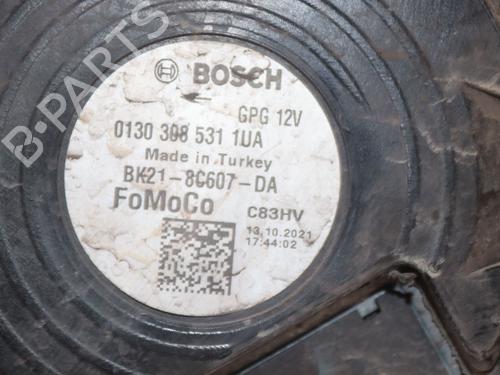 B-PARTS
BOSCH
GPG 12V
0130 308 531 1UA
Made in Turkey
BK21-8C607-DA
FoMoCo
C83HV
13.10.2021
17:44:02